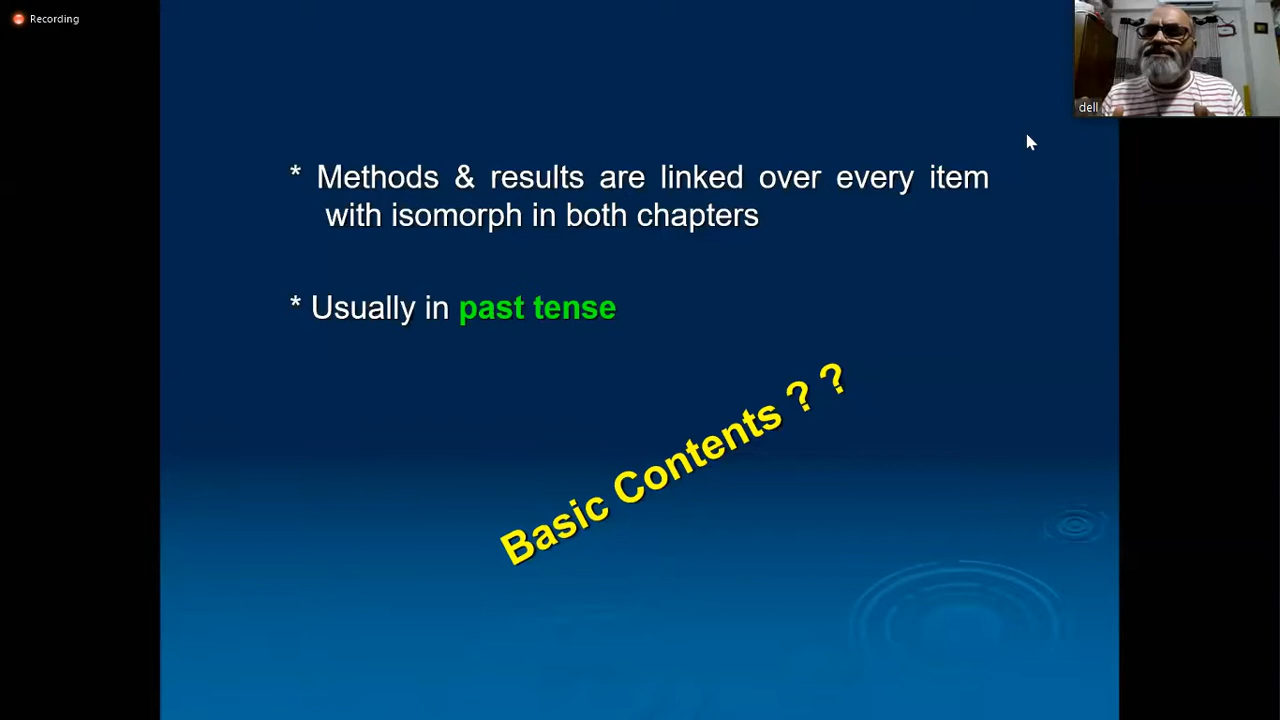 Recording
dell
* Methods & results are linked over every item
with isomorph in both chapters
* Usually in past tense
Basic Contents ? ?